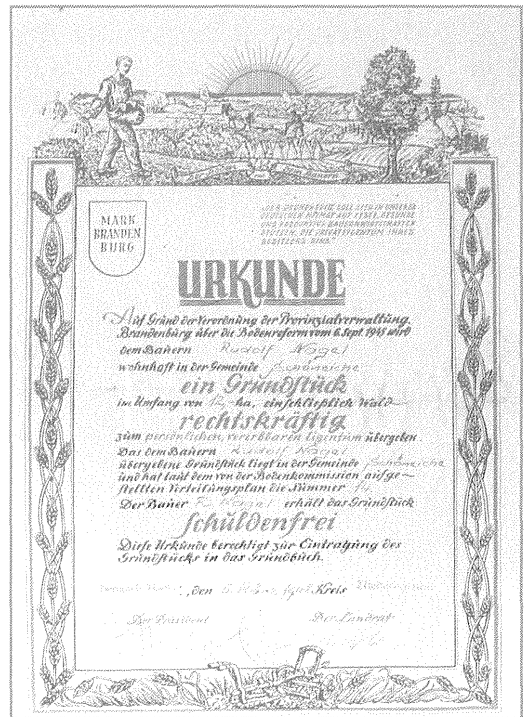 MARK
BRANDEN
BURG
URKUNDE
Auf Grund der Verordnung der Provinzialverwaltung
Brandenburg über die Bodenreform vom 6. Sept. 1945 wird
dem Bauern Rudolf Nagel
wohnhaft in der Gemeinde Schöneiche
ein Grundstück
im Umfang von 12 ha, einschließlich Wald
rechtskräftig
zum persönlichen, vererbbaren Eigentum übergeben.
Das dem Bauern Rudolf Nagel
übergebene Grundstück liegt in der Gemeinde Schöneiche
und hat laut dem von der Bodenkommission aufge-
stellten Verteilungsplan die Nummer
Der Bauer R. Nagel erhält das Grundstück
schuldenfrei
Diese Urkunde berechtigt zur Eintragung des
Grundstücks in das Grundbuch.
, den Kreis
Der Präsident Der Landrat